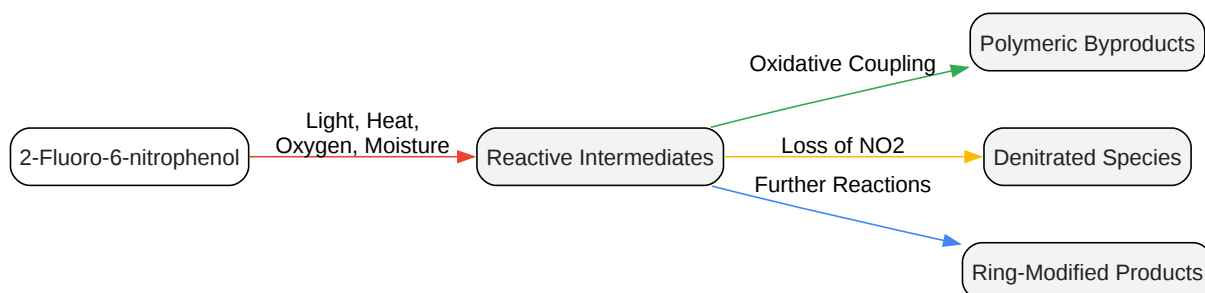 Polymeric Byproducts
Oxidative Coupling
Light, Heat,
Oxygen, Moisture
2-Fluoro-6-nitrophenol
Reactive Intermediates
Loss of NO2
Denitrated Species
Further Reactions
Ring-Modified Products